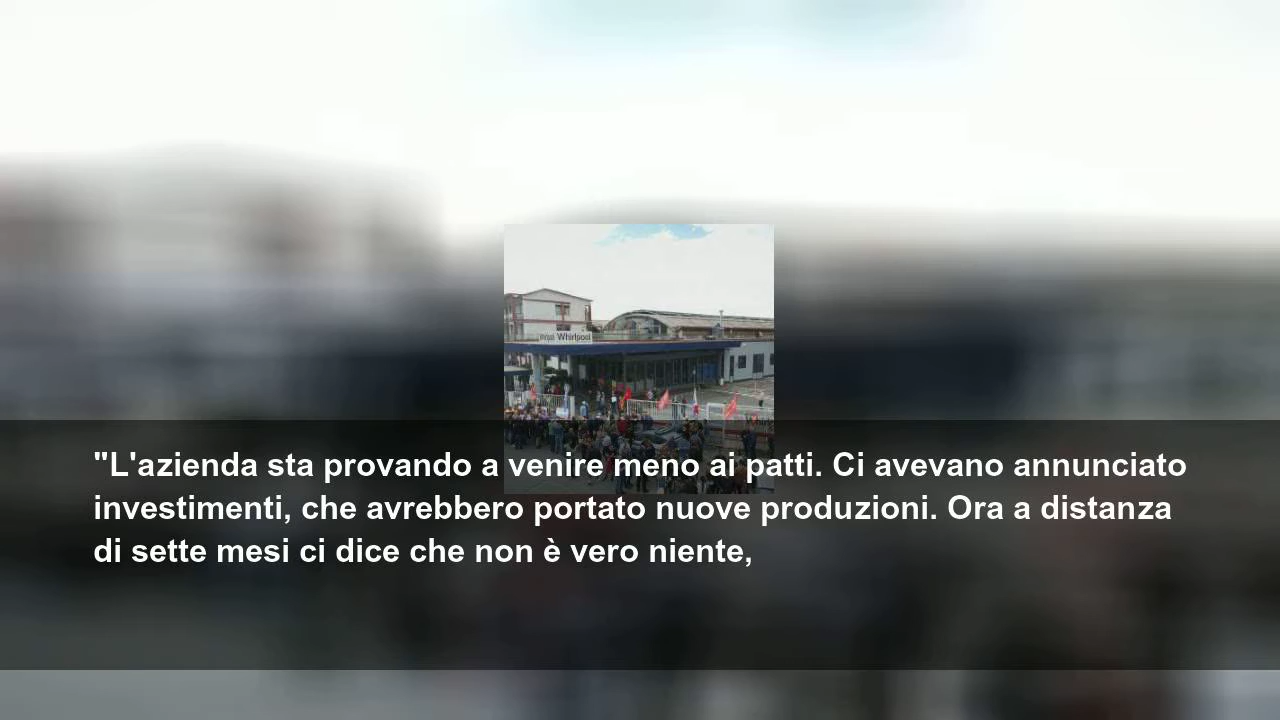 Whirlpool
"L'azienda sta provando a venire meno ai patti. Ci avevano annunciato
investimenti, che avrebbero portato nuove produzioni. Ora a distanza
di sette mesi ci dice che non è vero niente,